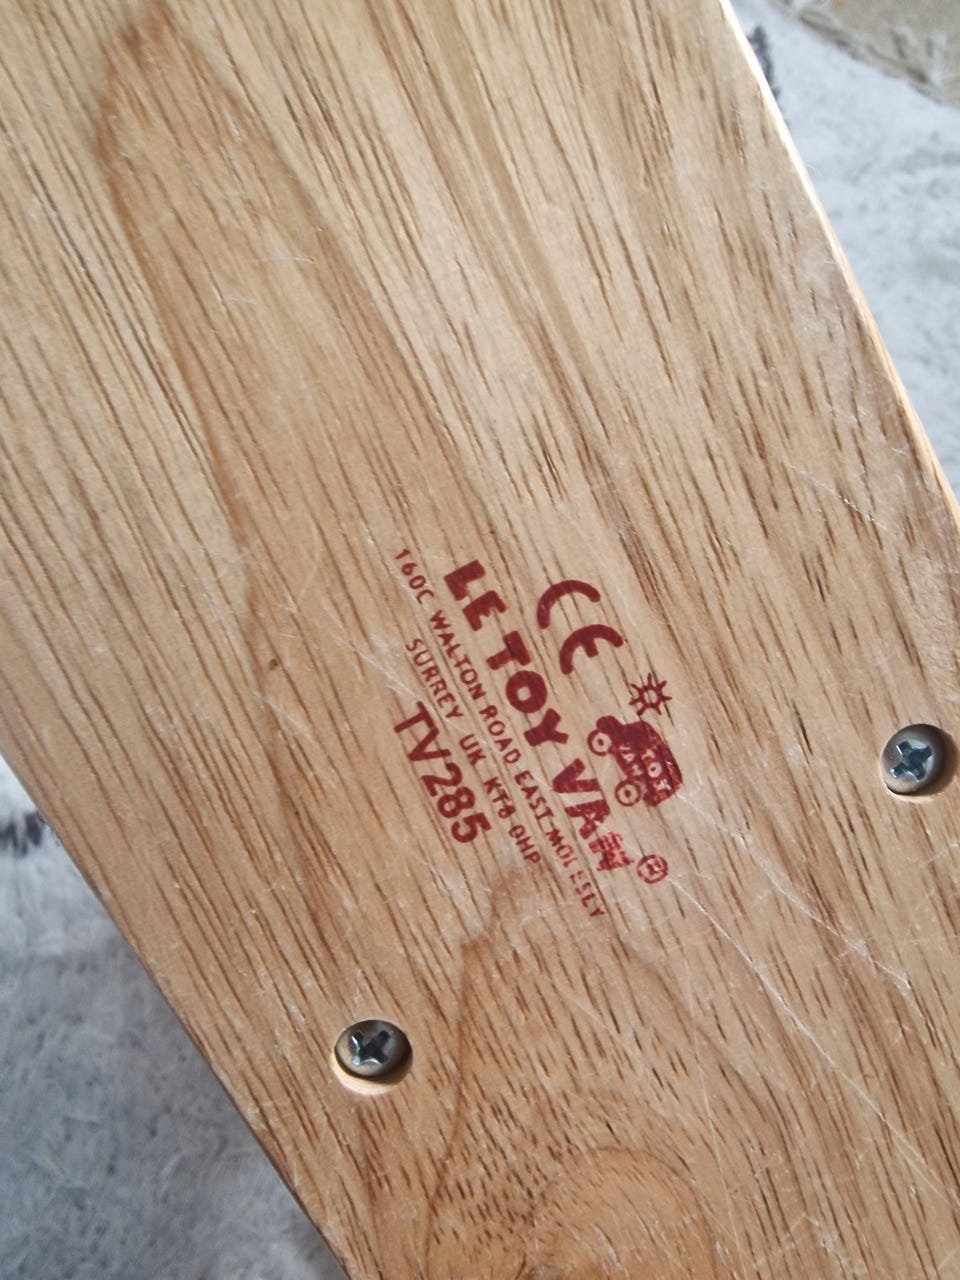 CE
LE TOY VAN ®
160C WALTON ROAD EAST MOLESEY
SURREY UK KT8 0HP
TV285